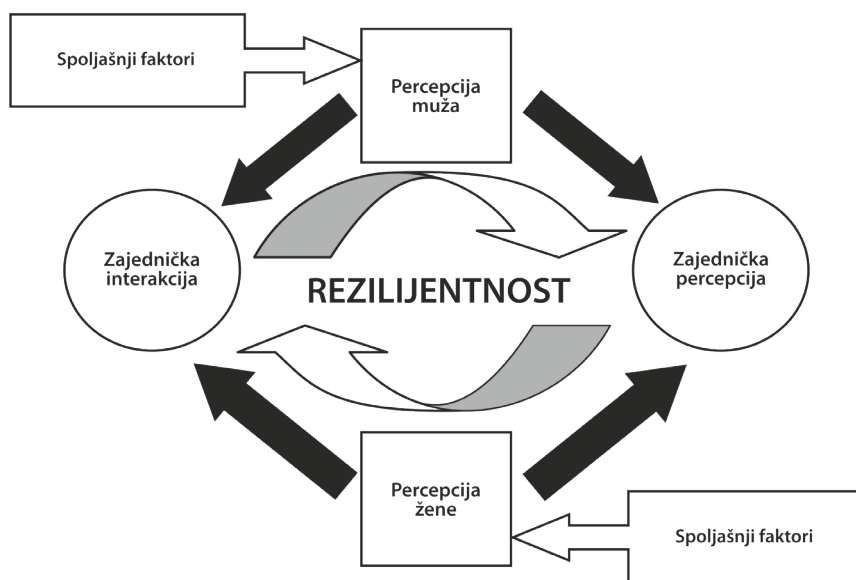 Spoljašnji faktori
Percepcija
muža
Zajednička
interakcija
REZILIJENTNOST
Zajednička
percepcija
Percepcija
žene
Spoljašnji faktori